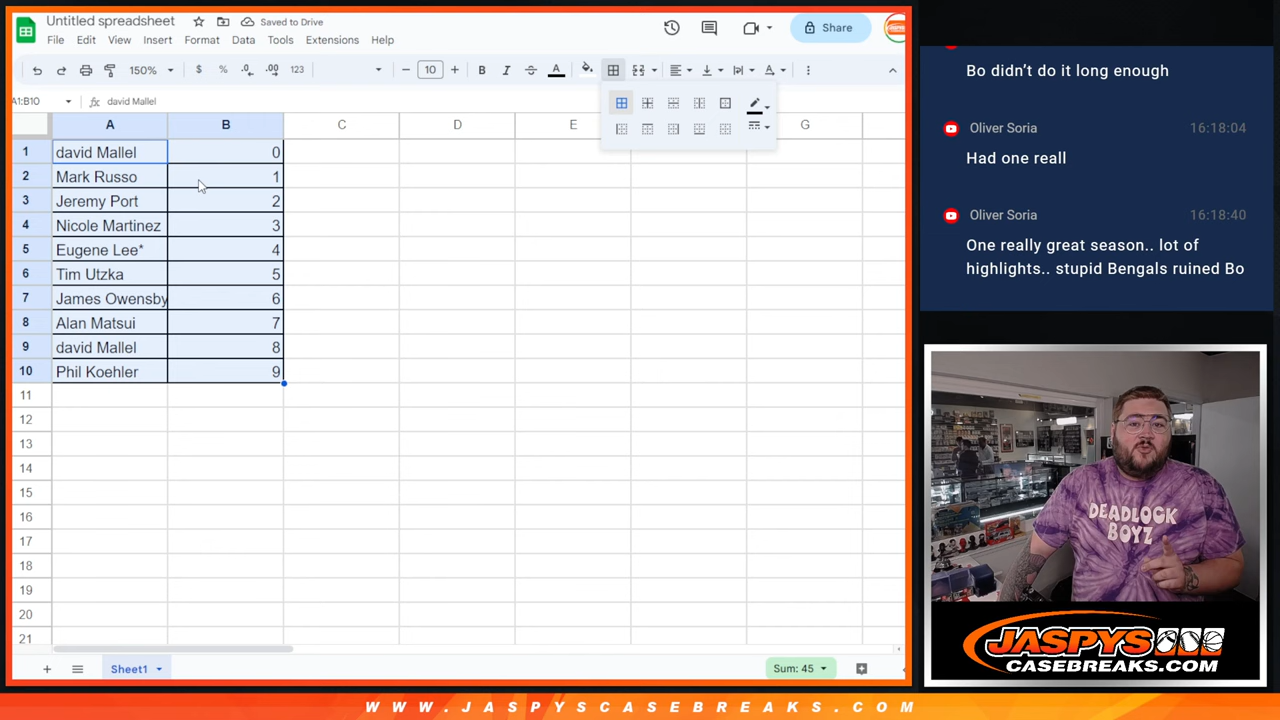 Untitled spreadsheet
Saved to Drive
File Edit View Insert Format Data Tools Extensions Help
Share
150%
$ % .0 .00 123
10
B I A
A1:B10
fx david Mallel
A B C D E G
1 david Mallel 0
2 Mark Russo 1
3 Jeremy Port 2
4 Nicole Martinez 3
5 Eugene Lee* 4
6 Tim Utzka 5
7 James Owensby 6
8 Alan Matsui 7
9 david Mallel 8
10 Phil Koehler 9
11
12
13
14
15
16
17
18
19
20
21
Sheet1
Sum: 45
Bo didn’t do it long enough
Oliver Soria 16:18:04
Had one reall
Oliver Soria 16:18:40
One really great season.. lot of
highlights.. stupid Bengals ruined Bo
DEADLOCK
BOYZ
JASPYS
CASEBREAKS.COM
WWW.JASPYSCASEBREAKS.COM